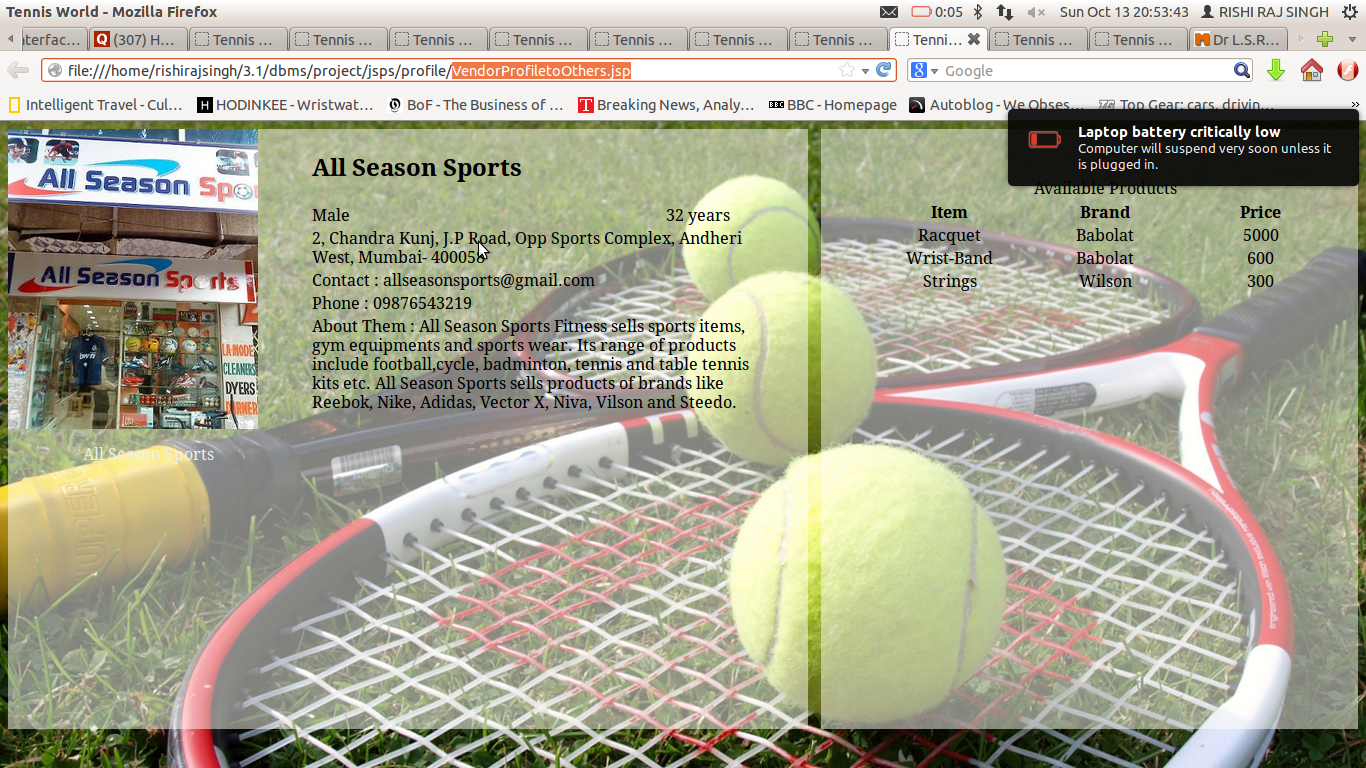 Tennis World - Mozilla Firefox
0:05
Sun Oct 13 20:53:43
RISHI RAJ SINGH
nterfac...
(307) H...
Tennis ...
Tennis ...
Tennis ...
Tennis ...
Tennis ...
Tennis ...
Tennis ...
Tenni...
Tennis ...
Tennis ...
Dr L.S.R...
file:///home/rishirajsingh/3.1/dbms/project/jsps/profile/VendorProfiletoOthers.jsp
Google
Intelligent Travel - Cul...
HODINKEE - Wristwat...
BoF - The Business of ...
Breaking News, Analy...
BBC - Homepage
Autoblog - We Obses...
Top Gear: cars, drivin...
Laptop battery critically low
Computer will suspend very soon unless it
is plugged in.
All Season Spo
All Season Sports
LA-MODE
CLEANERS
DYERS
DARNER
All Season Sports
All Season Sports
Male 32 years
2, Chandra Kunj, J.P Road, Opp Sports Complex, Andheri
West, Mumbai- 400053
Contact : allseasonsports@gmail.com
Phone : 09876543219
About Them : All Season Sports Fitness sells sports items,
gym equipments and sports wear. Its range of products
include football,cycle, badminton, tennis and table tennis
kits etc. All Season Sports sells products of brands like
Reebok, Nike, Adidas, Vector X, Niva, Vilson and Steedo.
Available Products
Item Brand Price
Racquet Babolat 5000
Wrist-Band Babolat 600
Strings Wilson 300